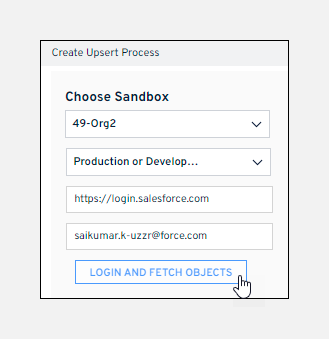 Create Upsert Process
Choose Sandbox
49-Org2
Production or Develop...
https://login.salesforce.com
saikumar.k-uzzr@force.com
LOGIN AND FETCH OBJECTS